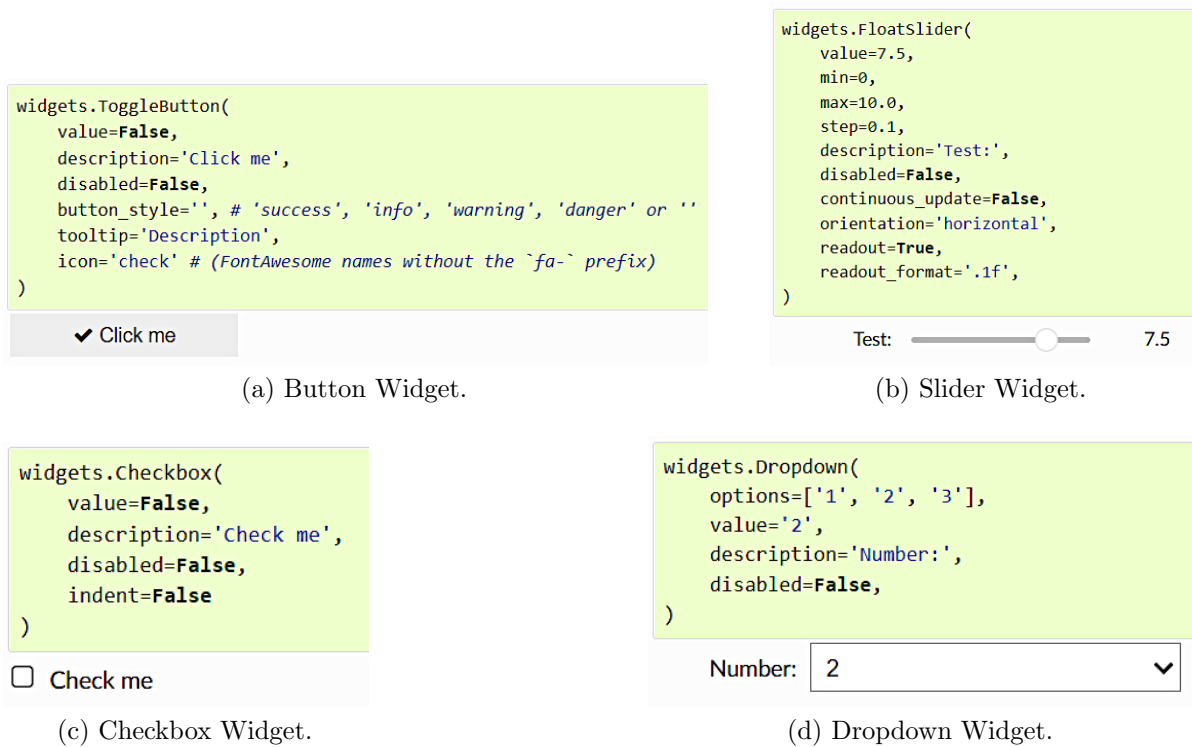 widgets.ToggleButton(
    value=False,
    description='Click me',
    disabled=False,
    button_style='', # 'success', 'info', 'warning', 'danger' or ''
    tooltip='Description',
    icon='check' # (FontAwesome names without the `fa-` prefix)
)
Click me
(a) Button Widget.
widgets.FloatSlider(
    value=7.5,
    min=0,
    max=10.0,
    step=0.1,
    description='Test:',
    disabled=False,
    continuous_update=False,
    orientation='horizontal',
    readout=True,
    readout_format='.1f',
)
Test: 7.5
(b) Slider Widget.
widgets.Checkbox(
    value=False,
    description='Check me',
    disabled=False,
    indent=False
)
Check me
(c) Checkbox Widget.
widgets.Dropdown(
    options=['1', '2', '3'],
    value='2',
    description='Number:',
    disabled=False,
)
Number: 2
(d) Dropdown Widget.